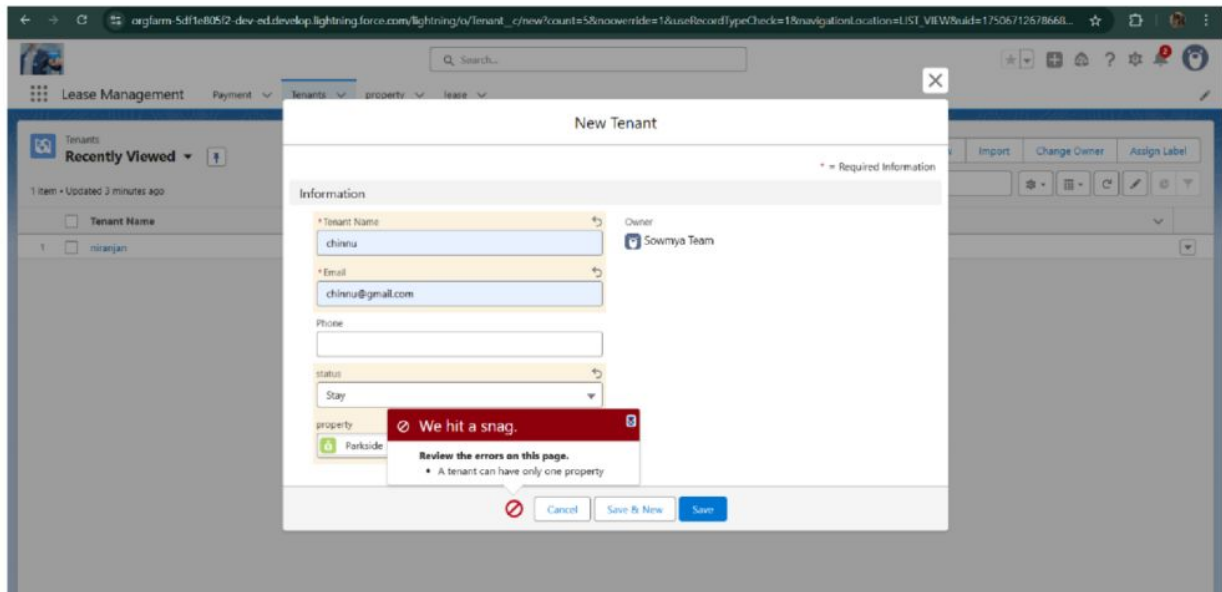 orgfarm-5df1e805f2-dev-ed.develop.lightning.force.com/lightning/o/Tenant__c/new?count=5&nooverride=1&useRecordTypeCheck=1&navigationLocation=LIST_VIEW&uid=17506712678668...
Search...
Lease Management Payment Tenants property lease
New Tenant
Tenants
Recently Viewed
Import Change Owner Assign Label
* = Required Information
1 item • Updated 3 minutes ago
Information
Tenant Name
1 niranjan
*Tenant Name
chinnu
Owner
Sowmya Team
*Email
chinnu@gmail.com
Phone
status
Stay
property
Parkside
We hit a snag.
Review the errors on this page.
• A tenant can have only one property
Cancel Save & New Save